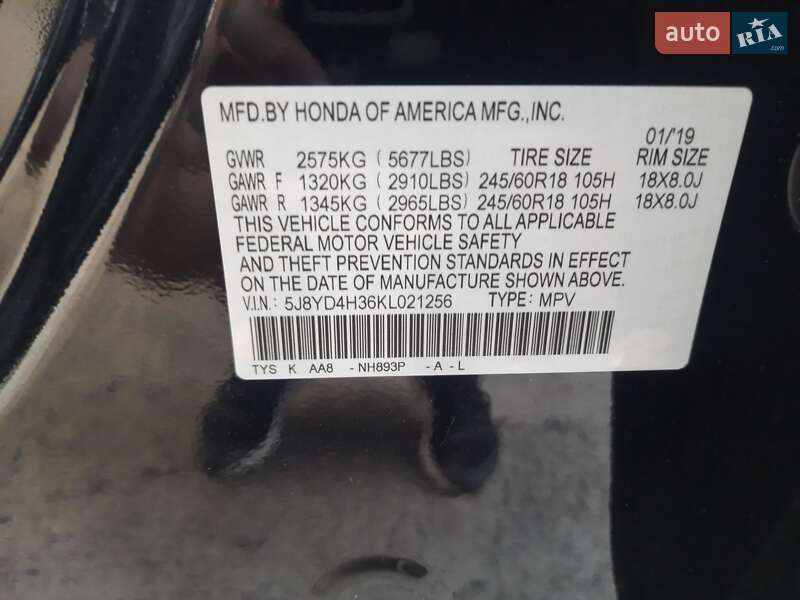 auto RIA
MFD.BY HONDA OF AMERICA MFG.,INC.
01/'19
GVWR 2575KG (5677LBS) TIRE SIZE RIM SIZE
GAWR F 1320KG (2910LBS) 245/60R18 105H 18X8.0J
GAWR R 1345KG (2965LBS) 245/60R18 105H 18X8.0J
THIS VEHICLE CONFORMS TO ALL APPLICABLE
FEDERAL MOTOR VEHICLE SAFETY
AND THEFT PREVENTION STANDARDS IN EFFECT
ON THE DATE OF MANUFACTURE SHOWN ABOVE.
V.I.N.: 5J8YD4H36KL021256 TYPE: MPV
TYS K AA8 -NH893P -A -L